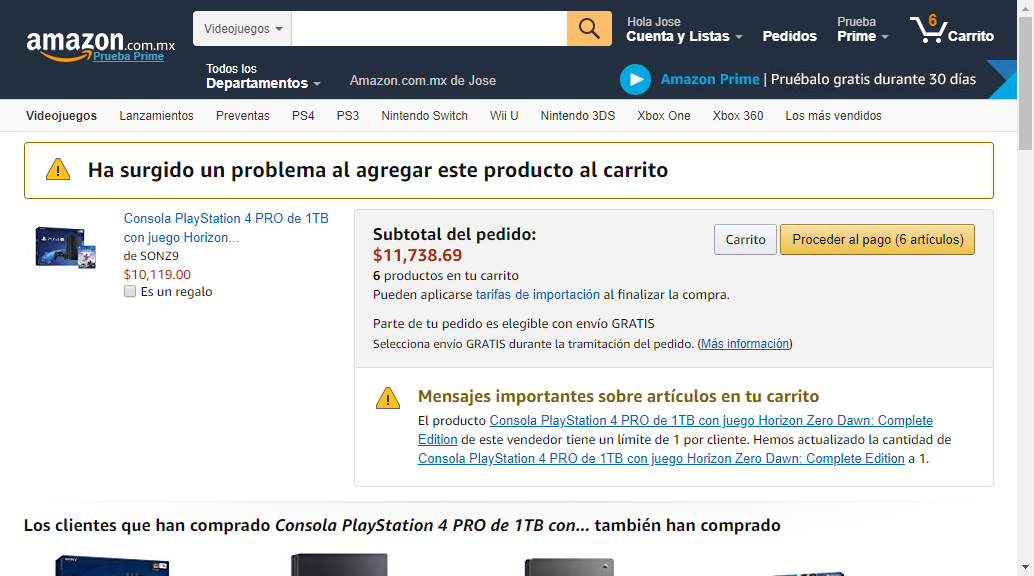 amazon.com.mx
Prueba Prime
Videojuegos
Hola Jose
Cuenta y Listas
Pedidos
Prueba
Prime
6
Carrito
Todos los
Departamentos
Amazon.com.mx de Jose
Amazon Prime | Pruébalo gratis durante 30 días
Videojuegos Lanzamientos Preventas PS4 PS3 Nintendo Switch Wii U Nintendo 3DS Xbox One Xbox 360 Los más vendidos
Ha surgido un problema al agregar este producto al carrito
Consola PlayStation 4 PRO de 1TB
con juego Horizon...
de SONZ9
$10,119.00
Es un regalo
Subtotal del pedido:
$11,738.69
6 productos en tu carrito
Pueden aplicarse tarifas de importación al finalizar la compra.
Parte de tu pedido es elegible con envío GRATIS
Selecciona envío GRATIS durante la tramitación del pedido. (Más información)
Carrito
Proceder al pago (6 artículos)
Mensajes importantes sobre artículos en tu carrito
El producto Consola PlayStation 4 PRO de 1TB con juego Horizon Zero Dawn: Complete
Edition de este vendedor tiene un límite de 1 por cliente. Hemos actualizado la cantidad de
Consola PlayStation 4 PRO de 1TB con juego Horizon Zero Dawn: Complete Edition a 1.
Los clientes que han comprado Consola PlayStation 4 PRO de 1TB con... también han comprado